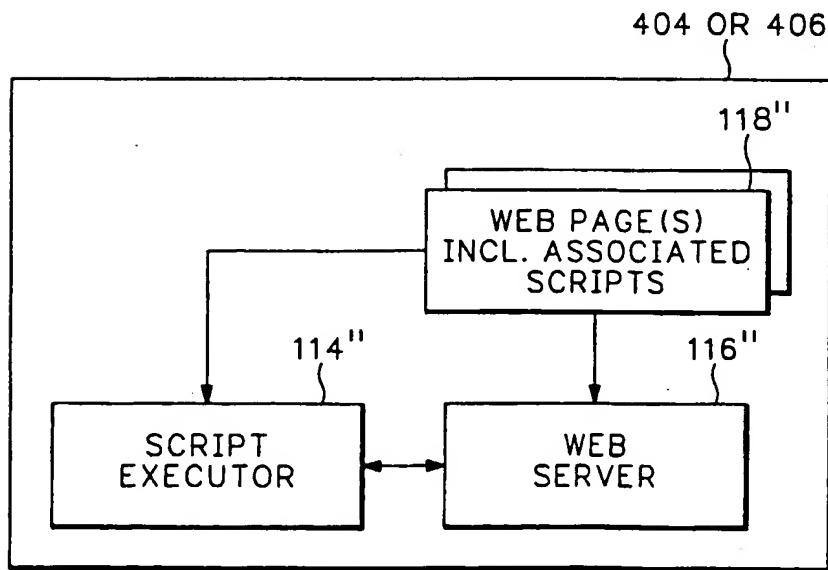 404 OR 406
118"
WEB PAGE(S)
INCL. ASSOCIATED
SCRIPTS
114"
116"
SCRIPT
EXECUTOR
WEB
SERVER